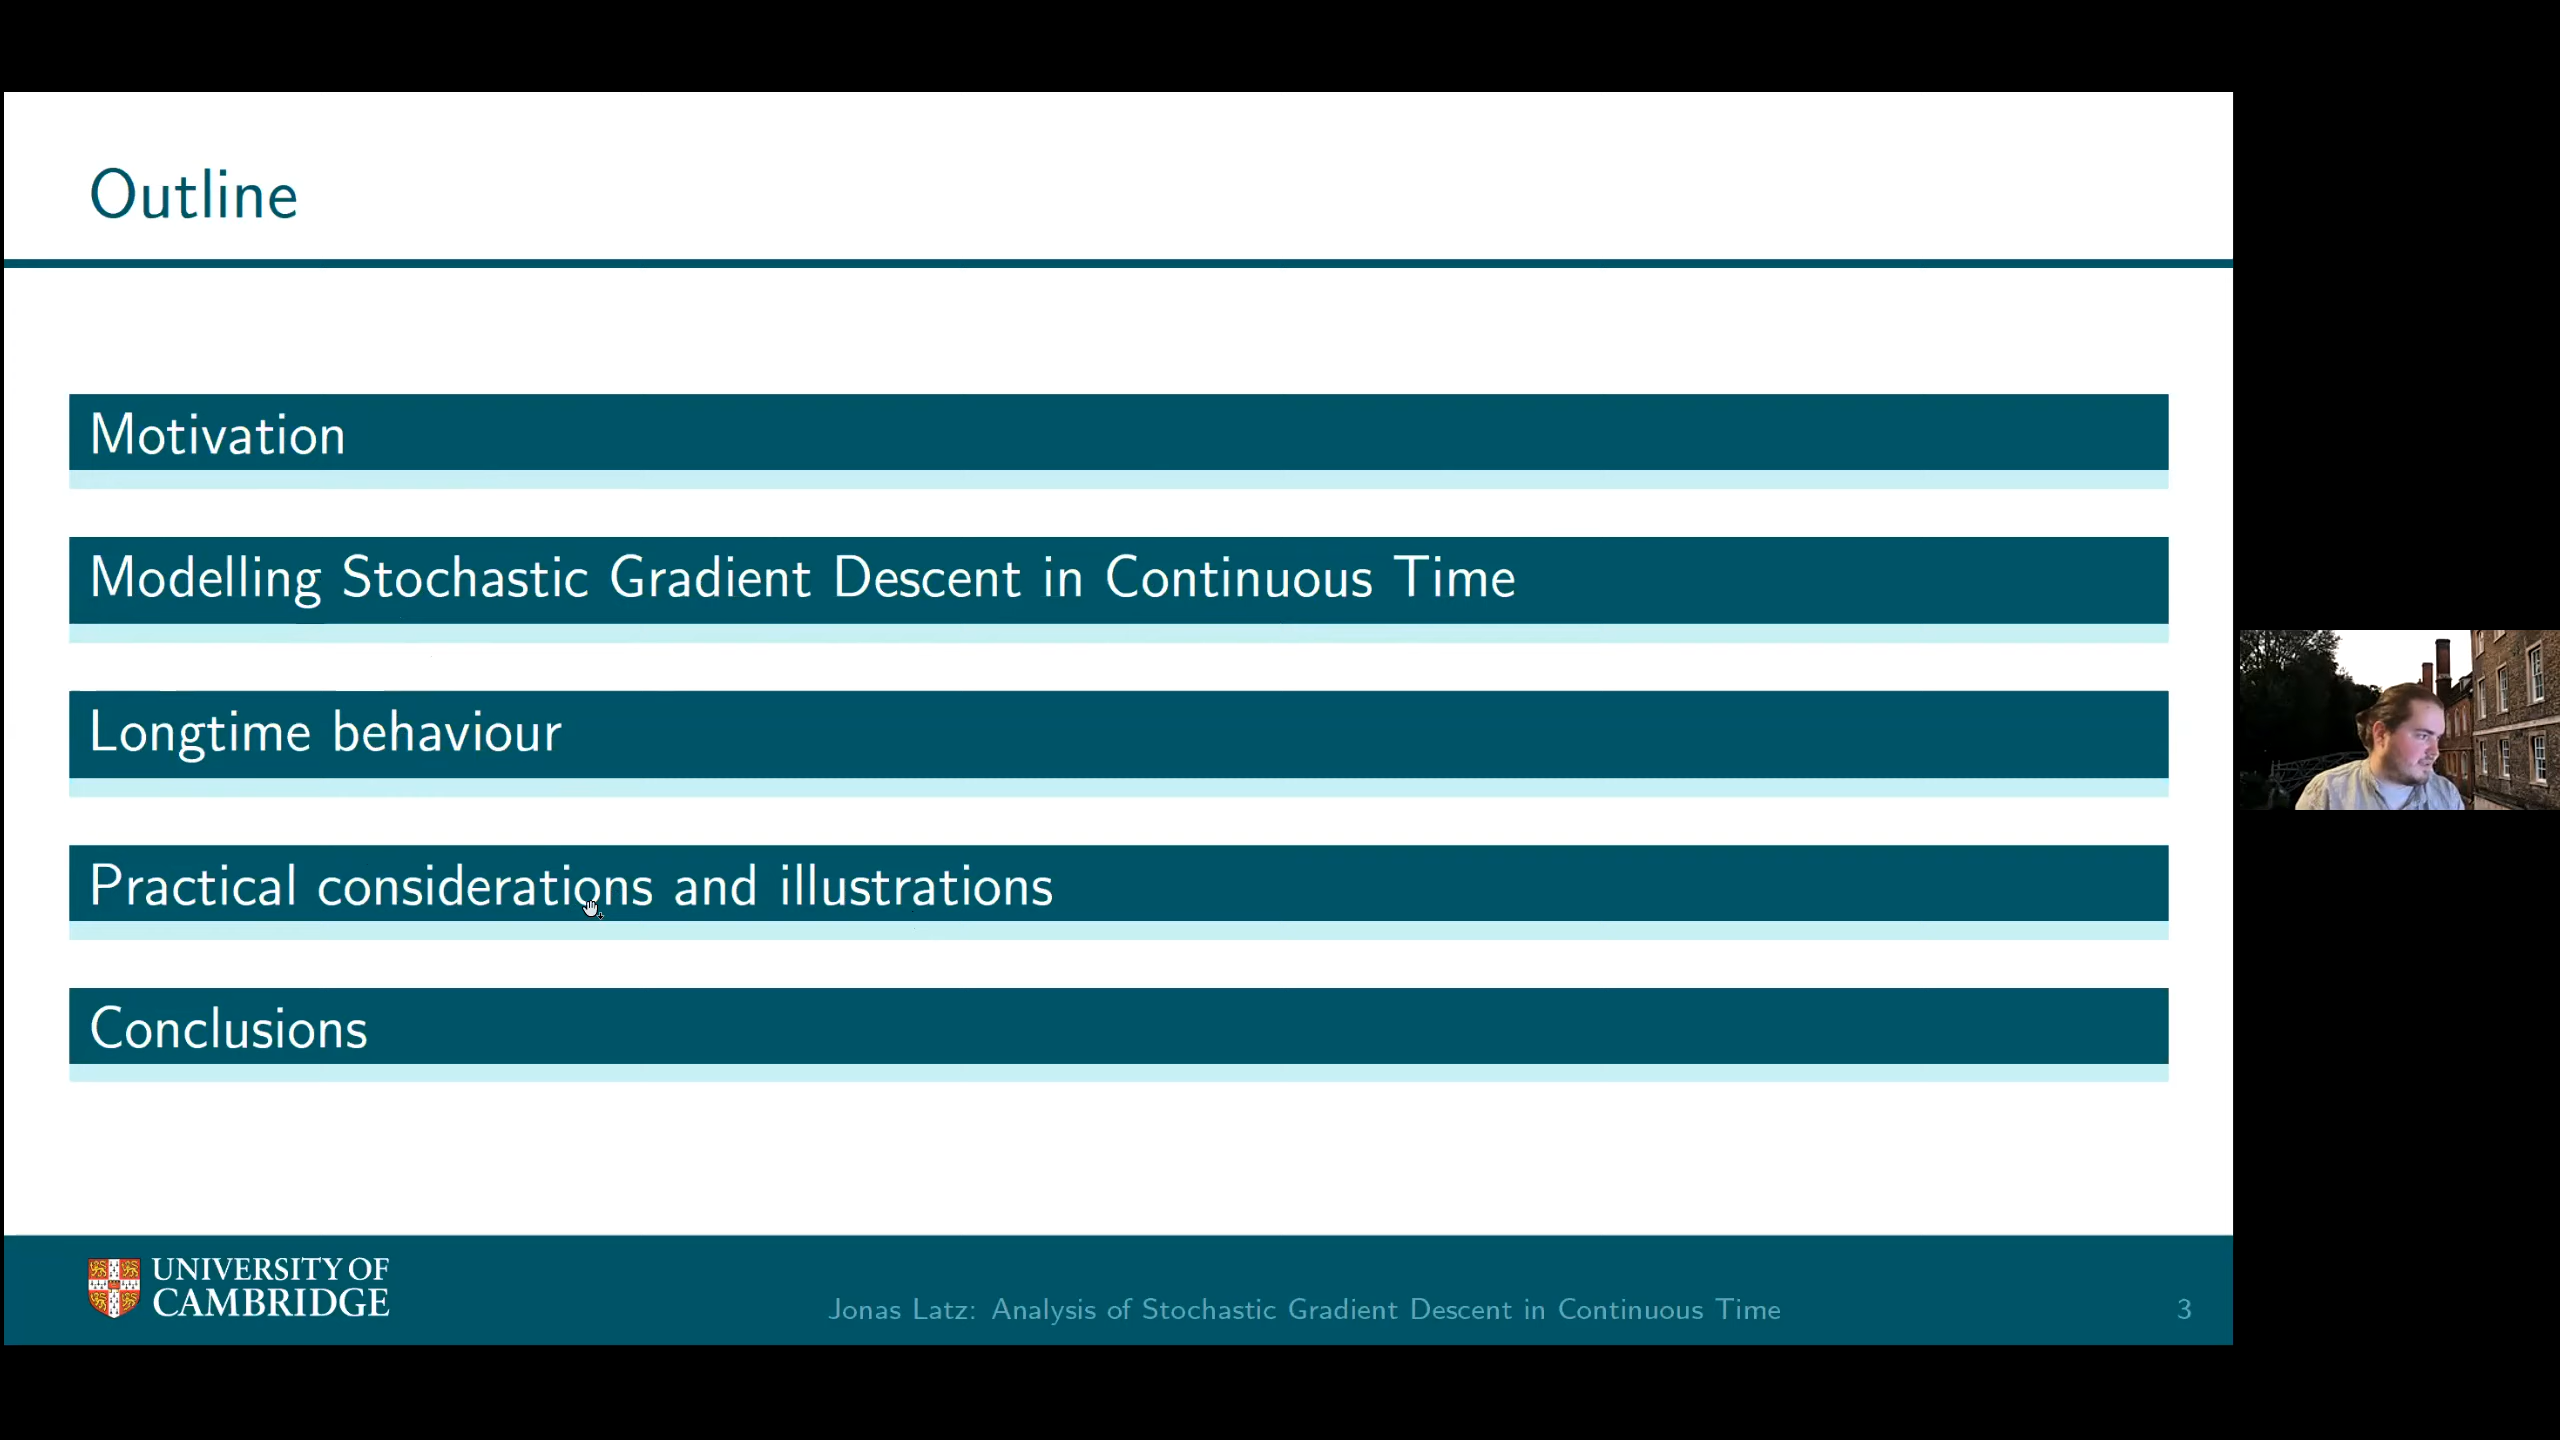 Outline
Motivation
Modelling Stochastic Gradient Descent in Continuous Time
Longtime behaviour
Practical considerations and illustrations
Conclusions
UNIVERSITY OF
CAMBRIDGE
Jonas Latz: Analysis of Stochastic Gradient Descent in Continuous Time
3